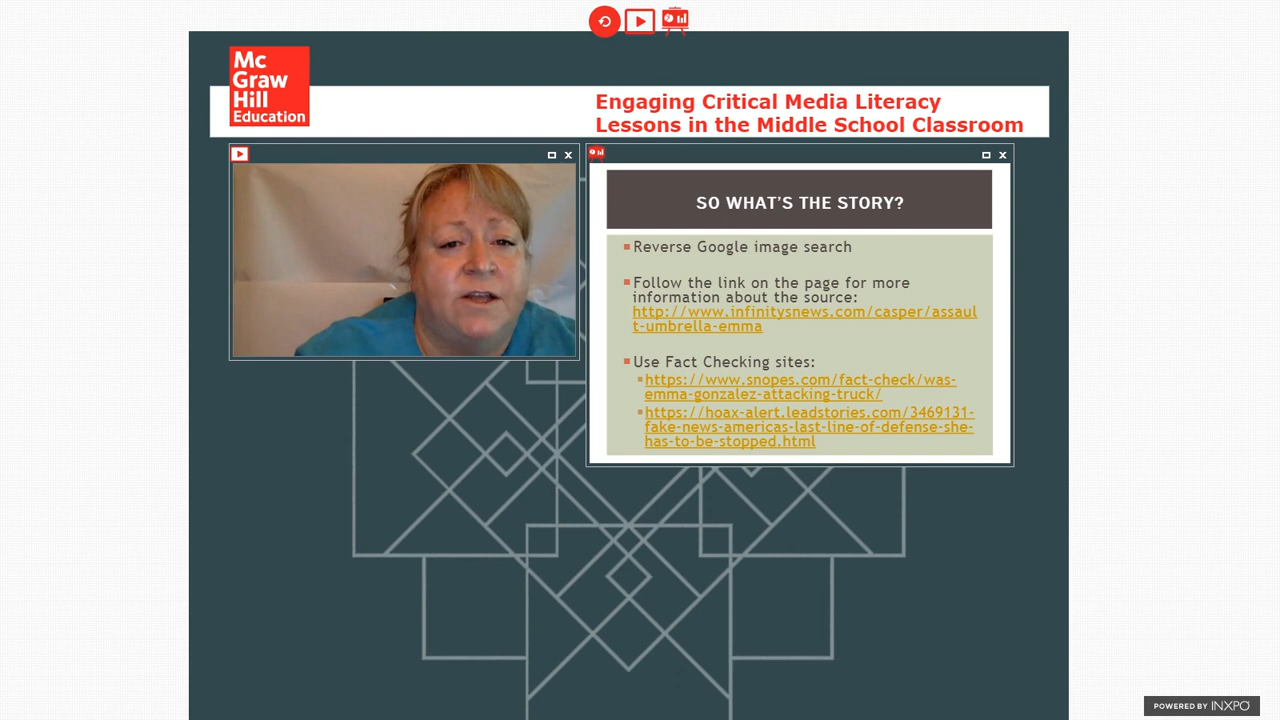 Mc
Graw
Hill
Education
Engaging Critical Media Literacy
Lessons in the Middle School Classroom
SO WHAT'S THE STORY?
Reverse Google image search
Follow the link on the page for more
information about the source:
http://www.infinitysnews.com/casper/assaul
t-umbrella-emma
Use Fact Checking sites:
https://www.snopes.com/fact-check/was-
emma-gonzalez-attacking-truck/
https://hoax-alert.leadstories.com/3469131-
fake-news-americas-last-line-of-defense-she-
has-to-be-stopped.html
POWERED BY INXPO